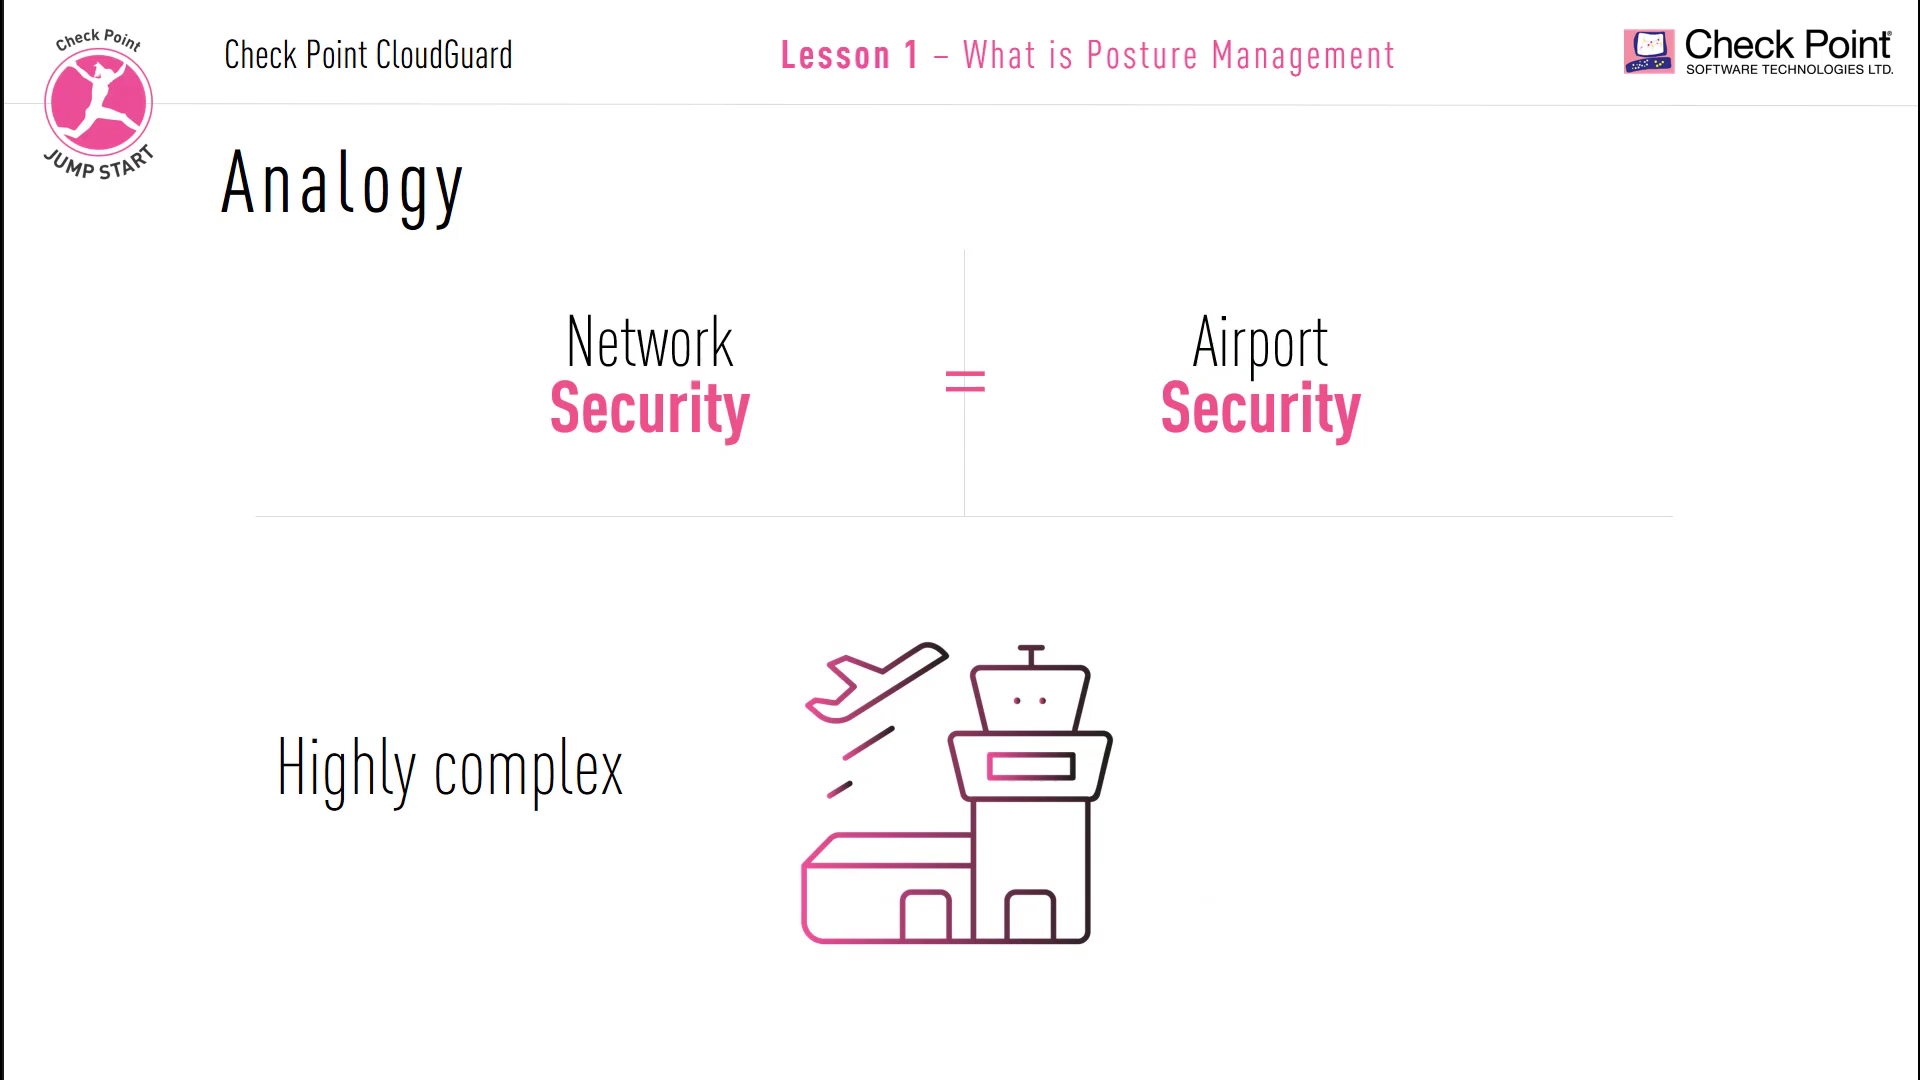 Check Point
JUMP START
Check Point CloudGuard
Lesson 1 – What is Posture Management
Check Point®
SOFTWARE TECHNOLOGIES LTD.
Analogy
Network
Security
=
Airport
Security
Highly complex